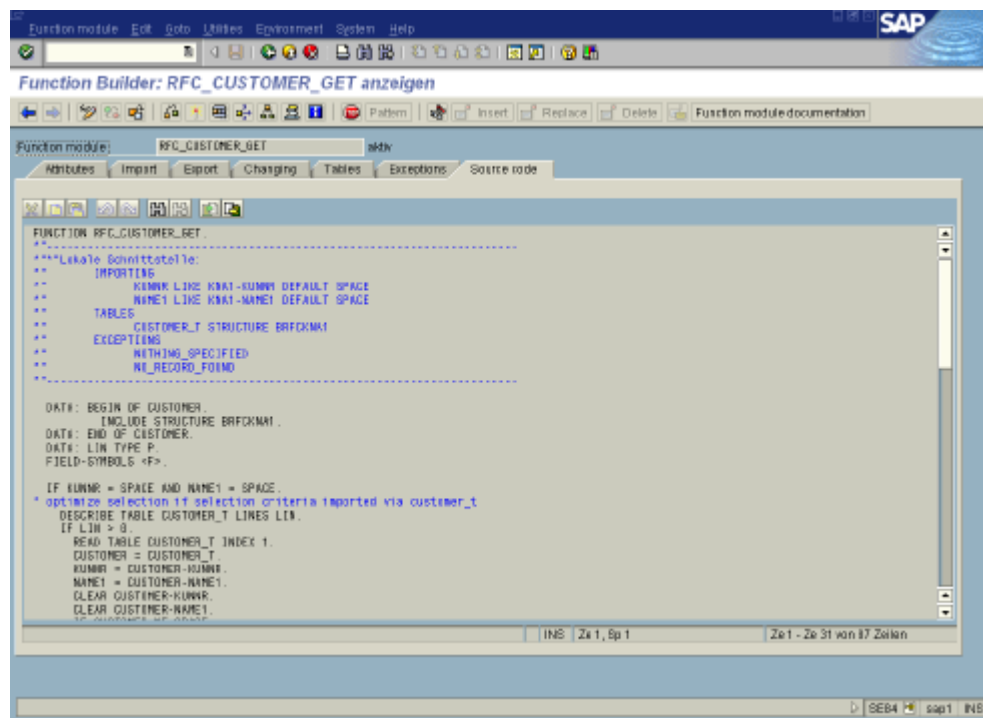 Function module Edit Goto Utilities Environment System Help
SAP
Function Builder: RFC_CUSTOMER_GET anzeigen
Pattern Insert Replace Delete Function module documentation
Function module: RFC_CUSTOMER_GET aktiv
Attributes Import Export Changing Tables Exceptions Source code
FUNCTION RFC_CUSTOMER_GET.
**----------------------------------------------------------------------
****Lokale Schnittstelle:
** IMPORTING
** KUNNR LIKE KNA1-KUNNR DEFAULT SPACE
** NAME1 LIKE KNA1-NAME1 DEFAULT SPACE
** TABLES
** CUSTOMER_T STRUCTURE BRFCKNA1
** EXCEPTIONS
** NOTHING_SPECIFIED
** NO_RECORD_FOUND
**----------------------------------------------------------------------
DATA: BEGIN OF CUSTOMER.
INCLUDE STRUCTURE BRFCKNA1.
DATA: END OF CUSTOMER.
DATA: LIN TYPE P.
FIELD-SYMBOLS <F>.
IF KUNNR = SPACE AND NAME1 = SPACE.
* optimize selection if selection criteria imported via customer_t
DESCRIBE TABLE CUSTOMER_T LINES LIN.
IF LIN > 0.
READ TABLE CUSTOMER_T INDEX 1.
CUSTOMER = CUSTOMER_T.
KUNNR = CUSTOMER-KUNNR.
NAME1 = CUSTOMER-NAME1.
CLEAR CUSTOMER-KUNNR.
CLEAR CUSTOMER-NAME1.
INS Ze 1, Sp 1 Ze 1 - Ze 31 von 87 Zeilen
SE84 sap1 INS